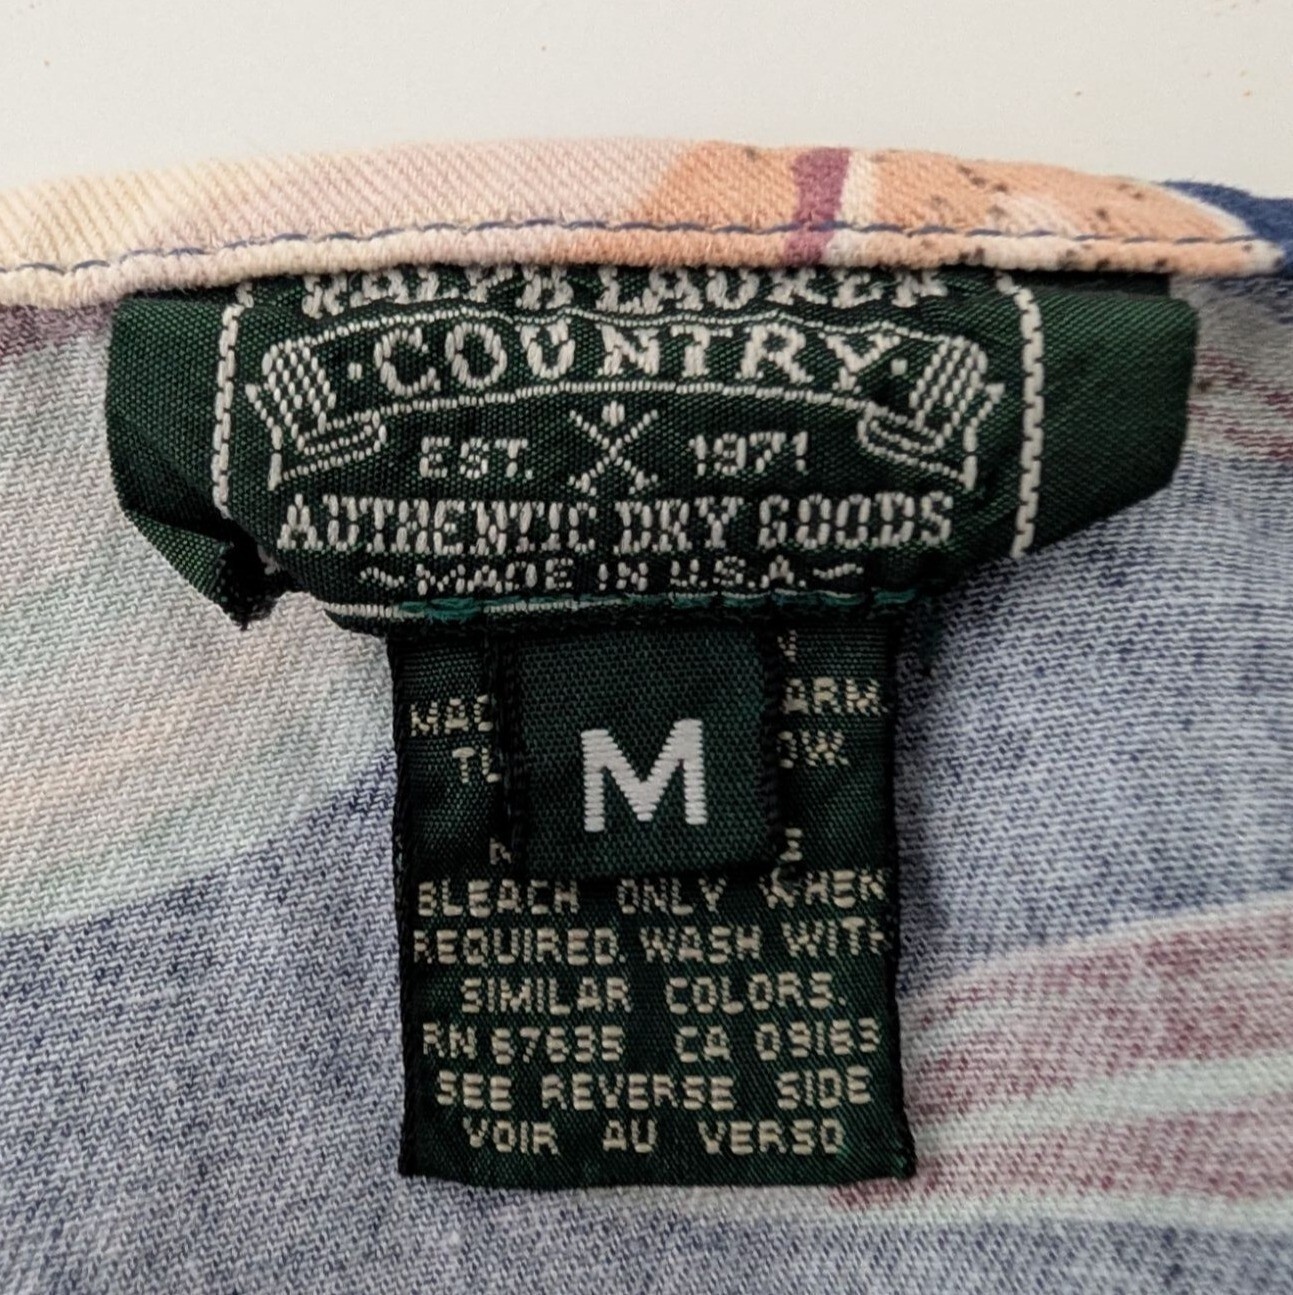 RALPH LAUREN
·COUNTRY·
EST. 1971
AUTHENTIC DRY GOODS
~MADE IN U.S.A.~
M
BLEACH ONLY WHEN
REQUIRED. WASH WITH
SIMILAR COLORS.
RN 67635 CA 09163
SEE REVERSE SIDE
VOIR AU VERSO